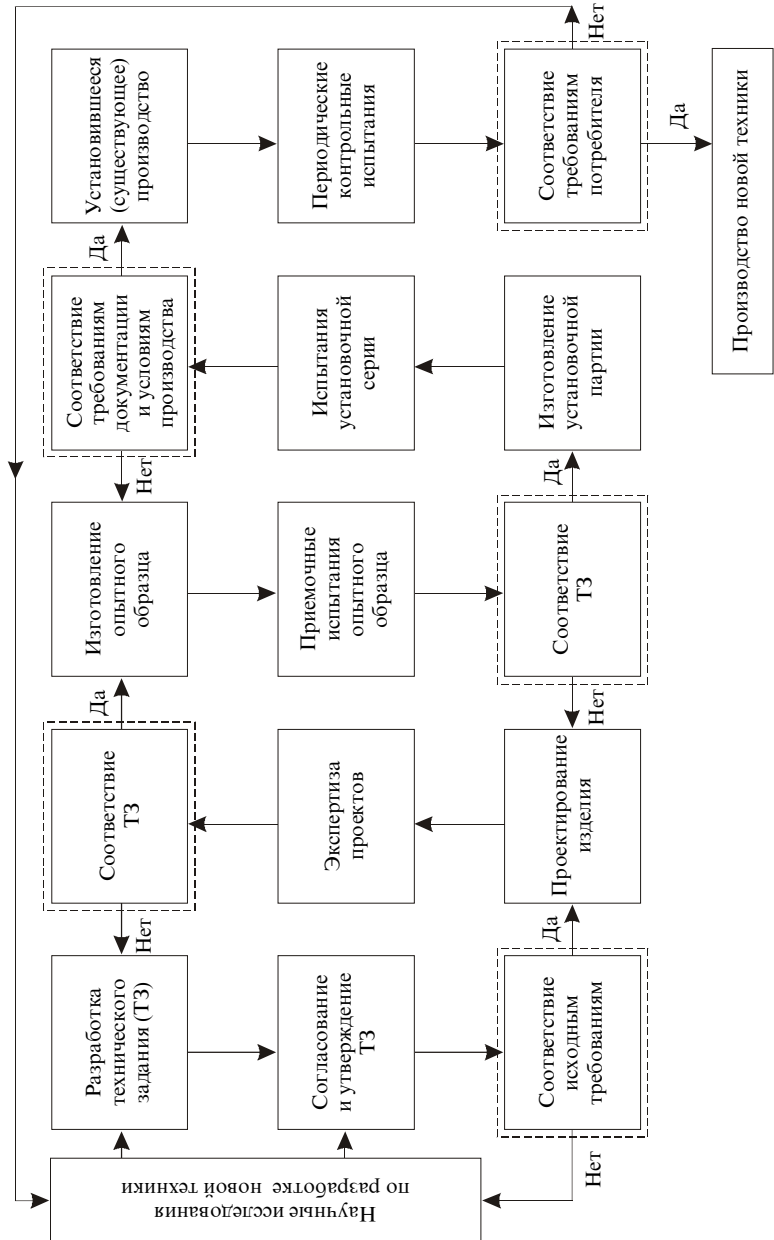 Научные исследования
по разработке новой техники
Разработка
технического
задания (ТЗ)
Согласование
и утверждение
ТЗ
Соответствие
исходным
требованиям
Нет
Да
Нет
Соответствие
ТЗ
Экспертиза
проектов
Проектирование
изделия
Да
Нет
Изготовление
опытного
образца
Приемочные
испытания
опытного
образца
Соответствие
ТЗ
Нет
Да
Соответствие
требованиям
документации
и условиям
производства
Испытания
установочной
серии
Изготовление
установочной
партии
Да
Установившееся
(существующее)
производство
Периодические
контрольные
испытания
Соответствие
требованиям
потребителя
Нет
Да
Производство новой техники